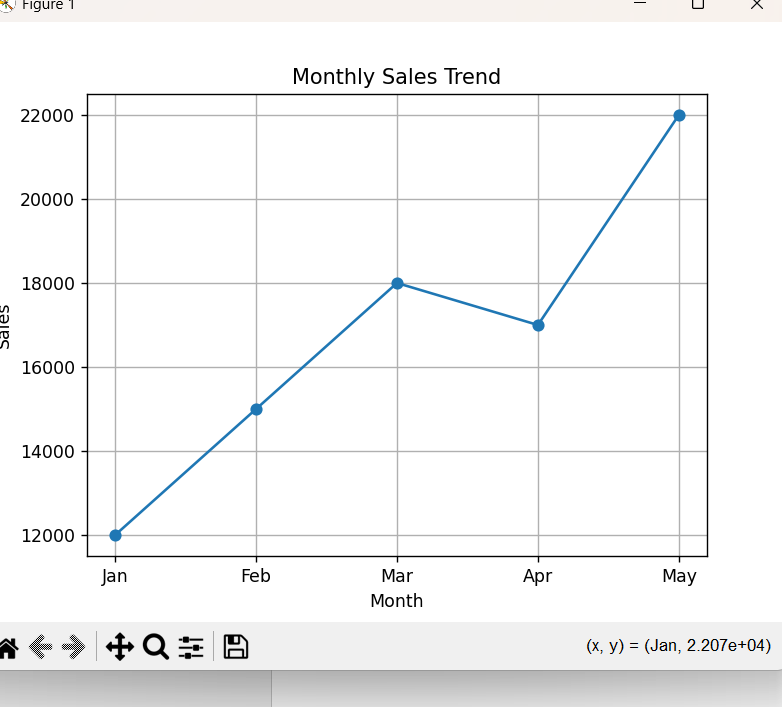 Figure 1
Monthly Sales Trend
22000
20000
18000
16000
14000
12000
Sales
Jan Feb Mar Apr May
Month
(x, y) = (Jan, 2.207e+04)